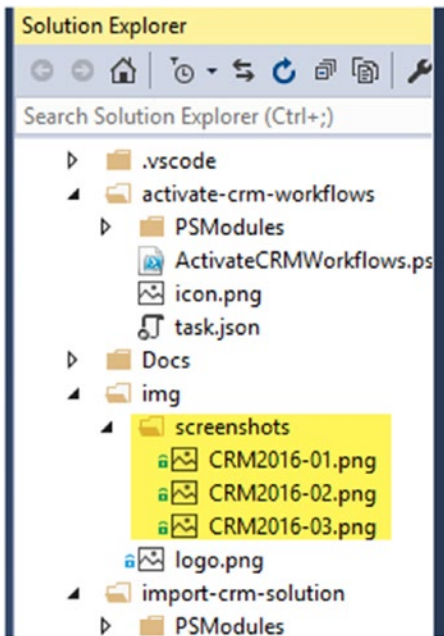 Solution Explorer
Search Solution Explorer (Ctrl+;)
.vscode
activate-crm-workflows
PSModules
ActivateCRMWorkflows.ps
icon.png
task.json
Docs
img
screenshots
CRM2016-01.png
CRM2016-02.png
CRM2016-03.png
logo.png
import-crm-solution
PSModules